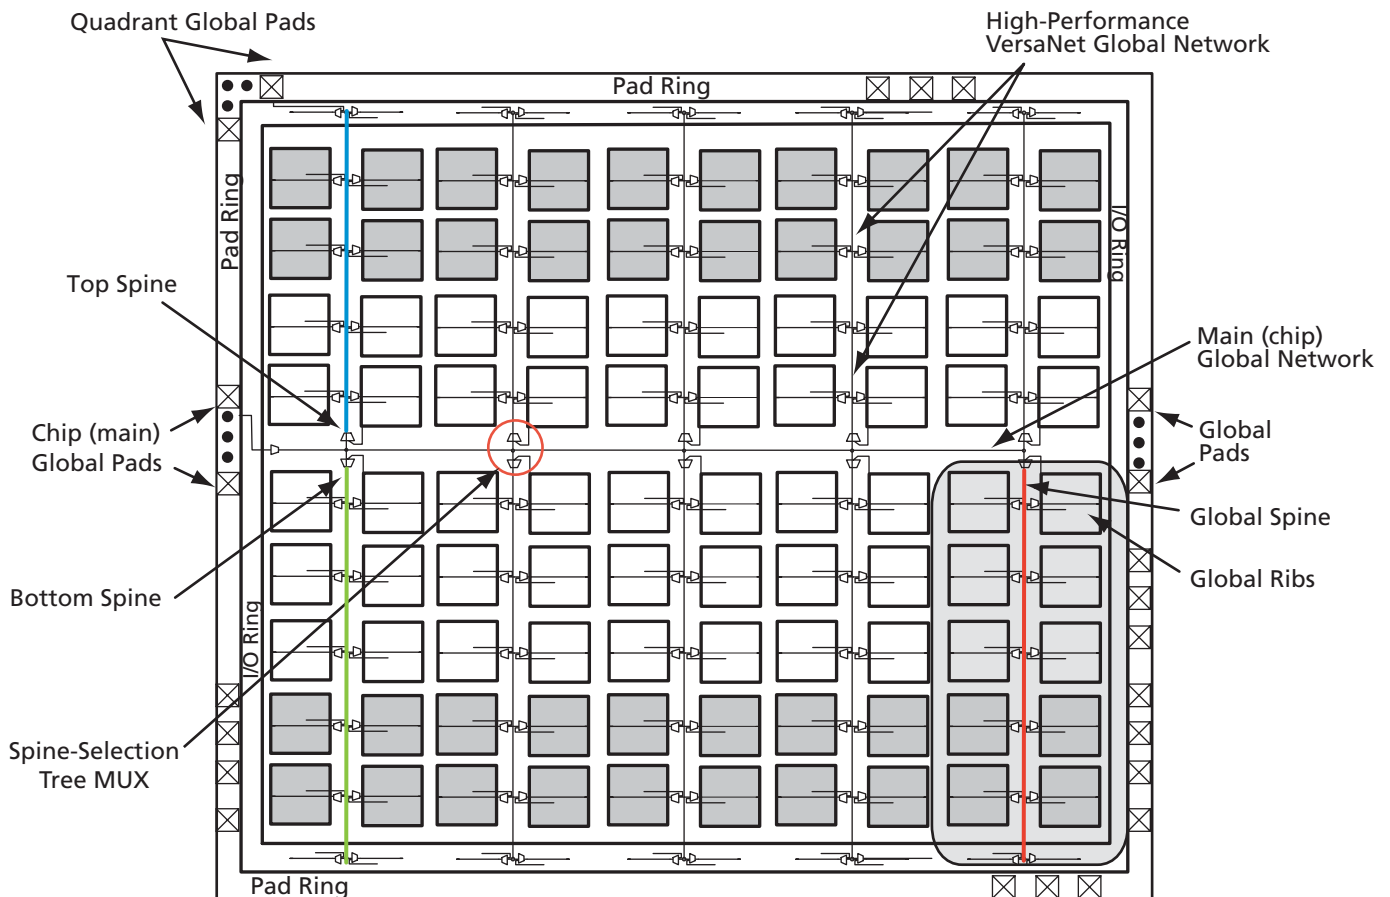 Quadrant Global Pads
High-Performance
VersaNet Global Network
Pad Ring
Pad Ring
I/O Ring
Top Spine
Main (chip)
Global Network
Chip (main)
Global Pads
Global
Pads
Global Spine
Bottom Spine
Global Ribs
I/O Ring
Spine-Selection
Tree MUX
Pad Ring